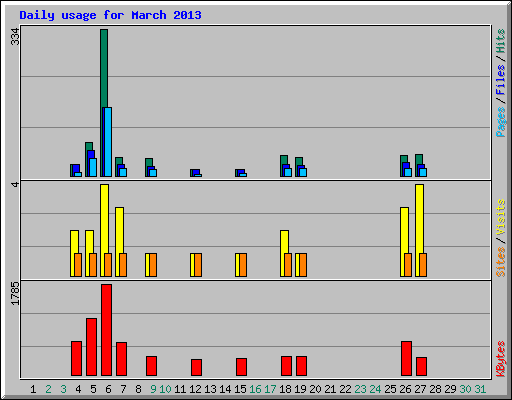 Daily usage for March 2013
334
Pages / Files / Hits
4
Sites / Visits
1785
KBytes
1 2 3 4 5 6 7 8 9 10 11 12 13 14 15 16 17 18 19 20 21 22 23 24 25 26 27 28 29 30 31